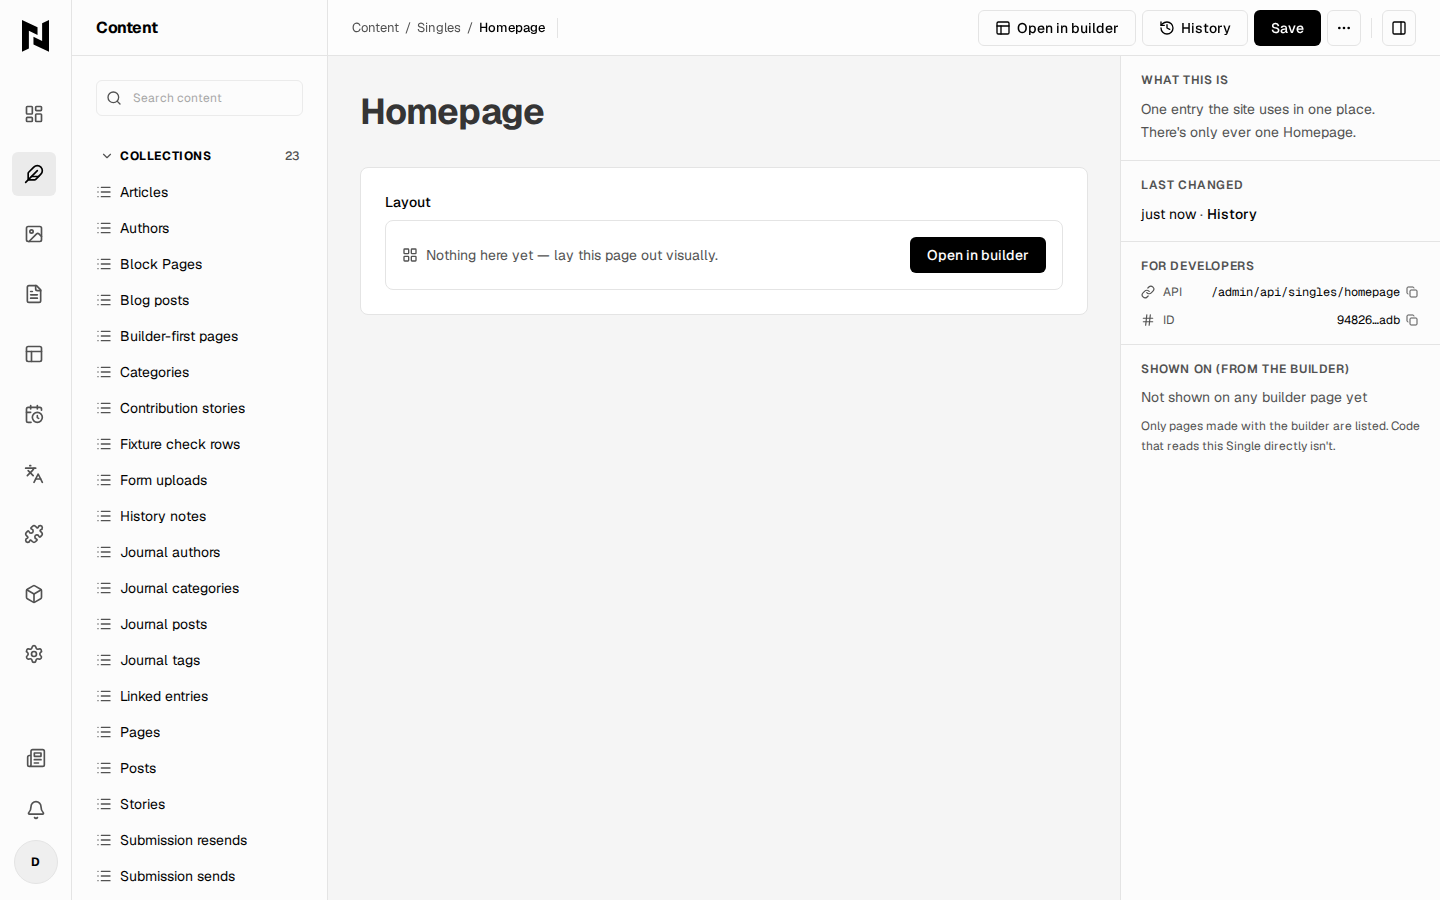 Content
Content / Singles / Homepage
Open in builder
History
Save
Search content
COLLECTIONS 23
Articles
Authors
Block Pages
Blog posts
Builder-first pages
Categories
Contribution stories
Fixture check rows
Form uploads
History notes
Journal authors
Journal categories
Journal posts
Journal tags
Linked entries
Pages
Posts
Stories
Submission resends
Submission sends
D
Homepage
Layout
Nothing here yet — lay this page out visually.
Open in builder
WHAT THIS IS
One entry the site uses in one place.
There's only ever one Homepage.
LAST CHANGED
just now · History
FOR DEVELOPERS
API /admin/api/singles/homepage
ID 94826…adb
SHOWN ON (FROM THE BUILDER)
Not shown on any builder page yet
Only pages made with the builder are listed. Code
that reads this Single directly isn't.